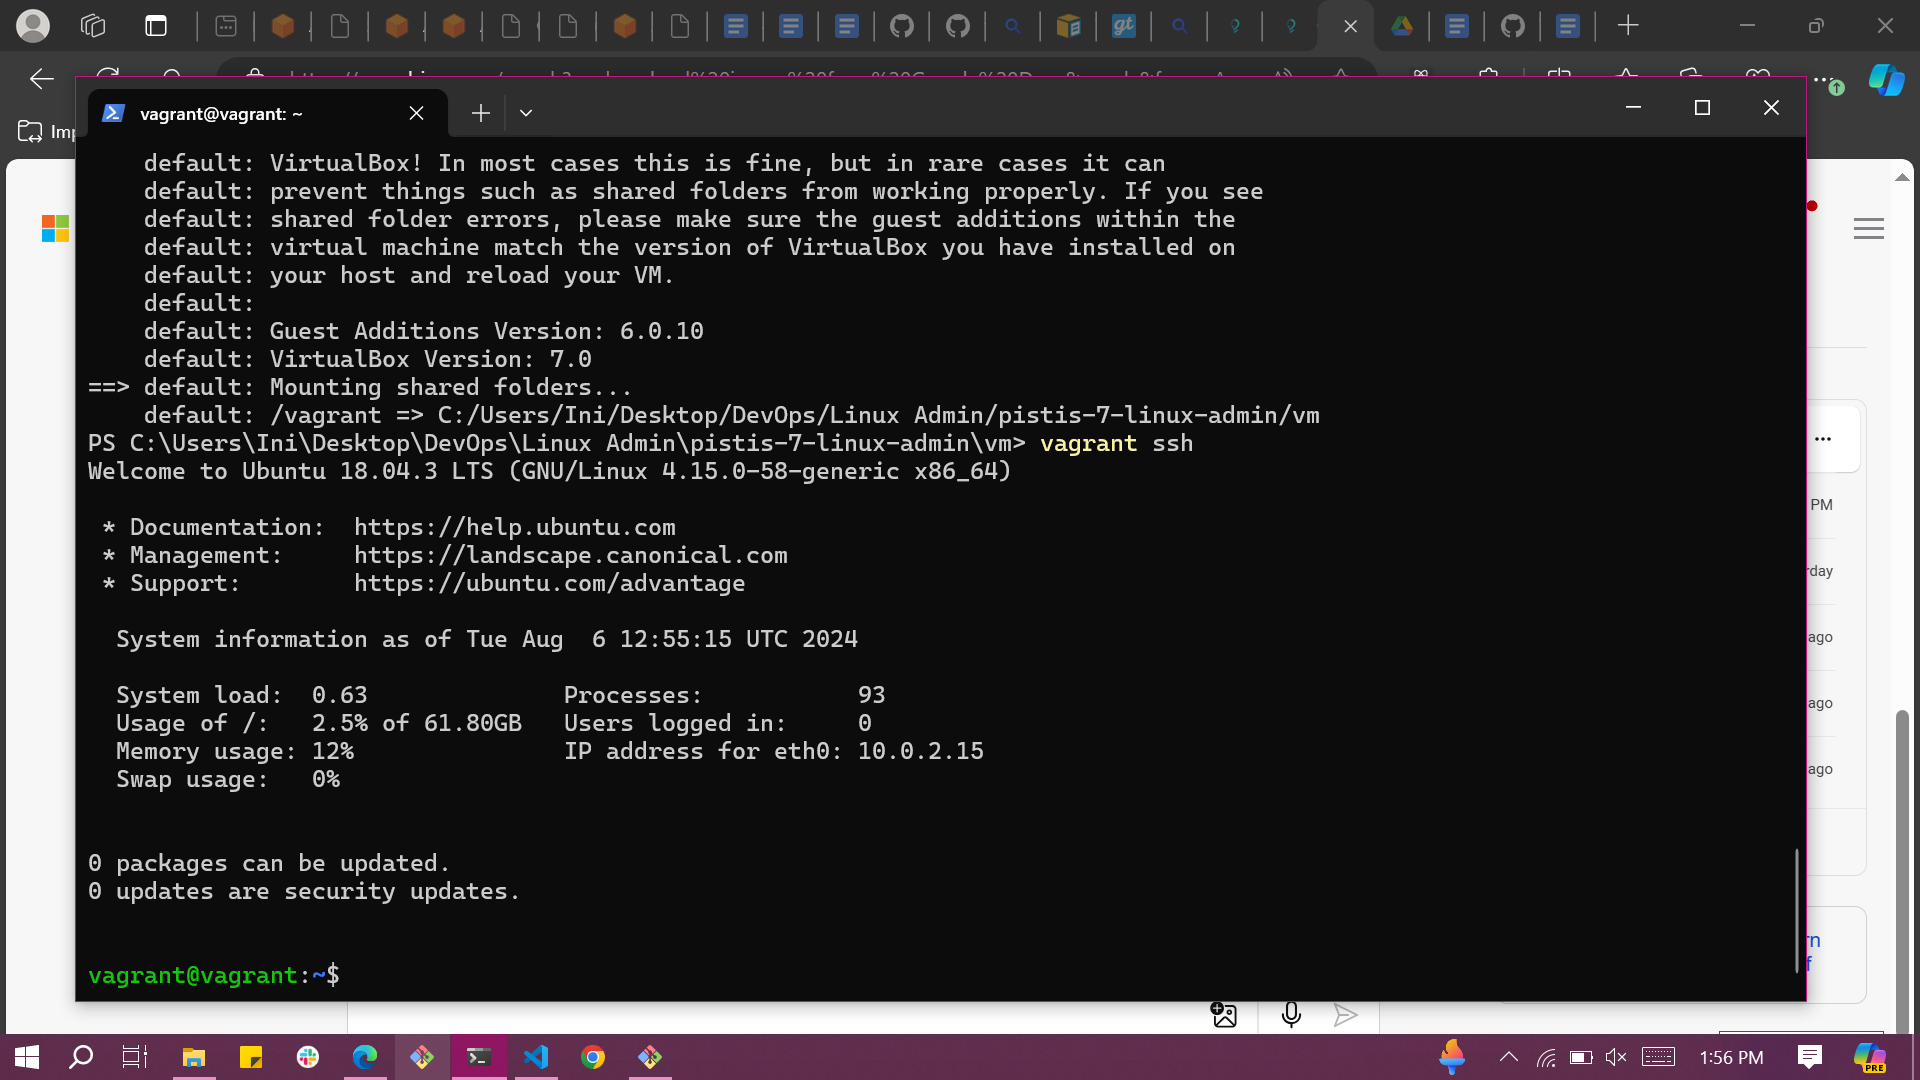 vagrant@vagrant: ~
Imp
default: VirtualBox! In most cases this is fine, but in rare cases it can
default: prevent things such as shared folders from working properly. If you see
default: shared folder errors, please make sure the guest additions within the
default: virtual machine match the version of VirtualBox you have installed on
default: your host and reload your VM.
default:
default: Guest Additions Version: 6.0.10
default: VirtualBox Version: 7.0
==> default: Mounting shared folders...
default: /vagrant => C:/Users/Ini/Desktop/DevOps/Linux Admin/pistis-7-linux-admin/vm
PS C:\Users\Ini\Desktop\DevOps\Linux Admin\pistis-7-linux-admin\vm> vagrant ssh
Welcome to Ubuntu 18.04.3 LTS (GNU/Linux 4.15.0-58-generic x86_64)
* Documentation:  https://help.ubuntu.com
* Management:     https://landscape.canonical.com
* Support:        https://ubuntu.com/advantage
System information as of Tue Aug  6 12:55:15 UTC 2024
System load:  0.63              Processes:           93
Usage of /:   2.5% of 61.80GB   Users logged in:     0
Memory usage: 12%               IP address for eth0: 10.0.2.15
Swap usage:   0%
0 packages can be updated.
0 updates are security updates.
vagrant@vagrant:~$
PM
rday
ago
ago
ago
rn
f
1:56 PM
PRE